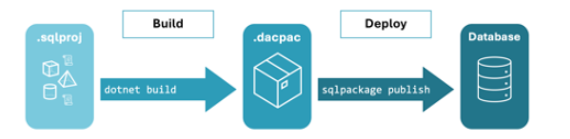 Build
Deploy
.sqlproj
.dacpac
Database
dotnet build
sqlpackage publish